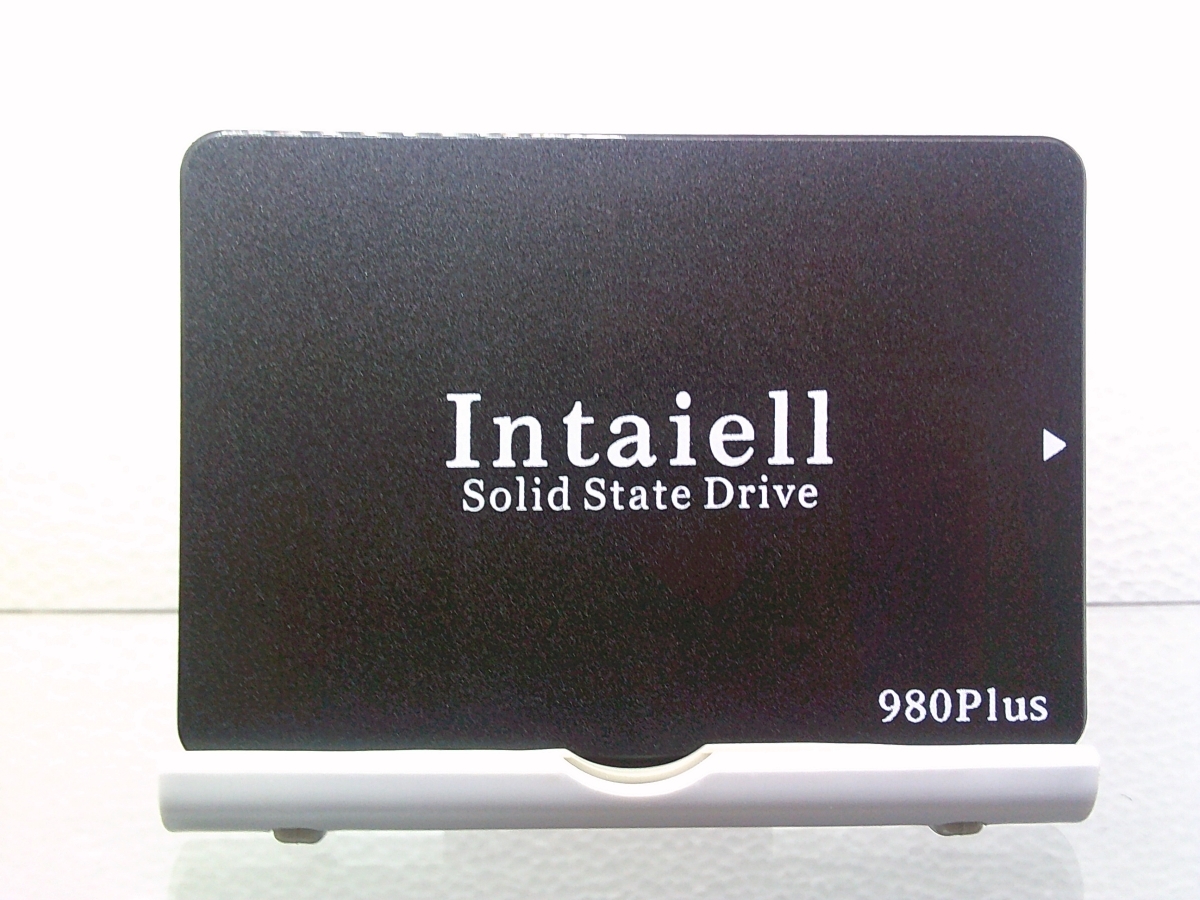 Intaiell
Solid State Drive
980Plus